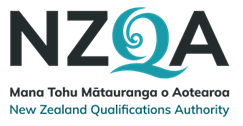 NZQA
Mana Tohu Mātauranga o Aotearoa
New Zealand Qualifications Authority